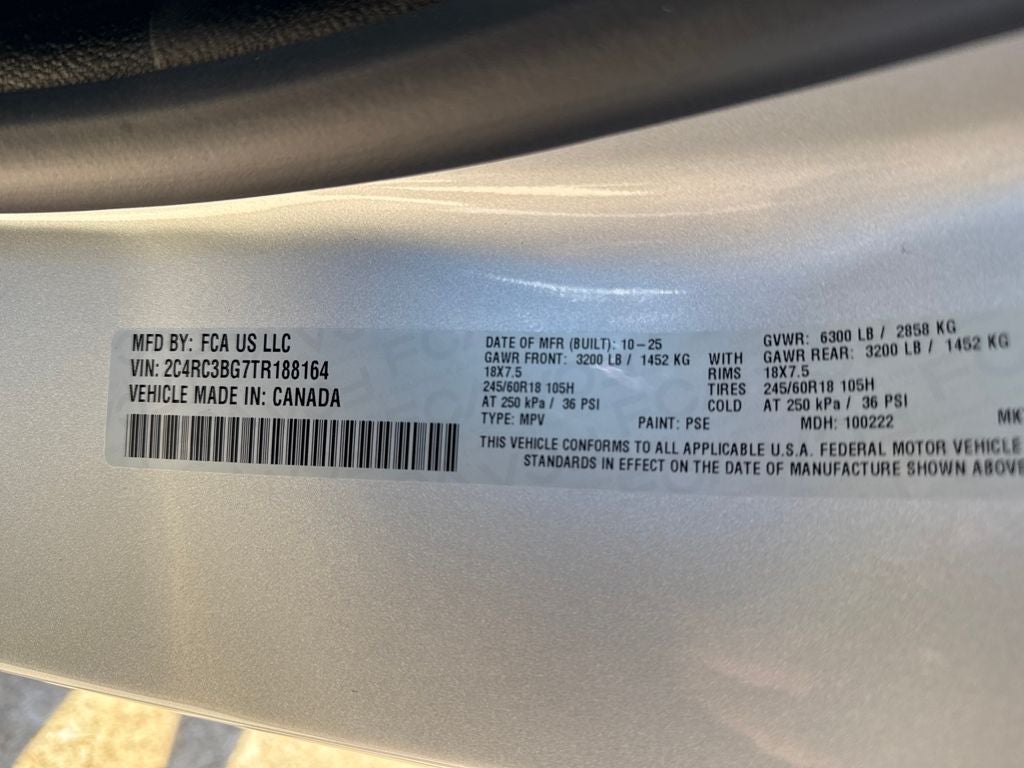 MFD BY: FCA US LLC
VIN: 2C4RC3BG7TR188164
VEHICLE MADE IN: CANADA
DATE OF MFR (BUILT): 10-25
GVWR: 6300 LB / 2858 KG
GAWR FRONT: 3200 LB / 1452 KG WITH GAWR REAR: 3200 LB / 1452 KG
18X7.5 RIMS 18X7.5
245/60R18 105H TIRES 245/60R18 105H
AT 250 kPa / 36 PSI COLD AT 250 kPa / 36 PSI
TYPE: MPV PAINT: PSE MDH: 100222 MK
THIS VEHICLE CONFORMS TO ALL APPLICABLE U.S.A. FEDERAL MOTOR VEHICLE
STANDARDS IN EFFECT ON THE DATE OF MANUFACTURE SHOWN ABOVE